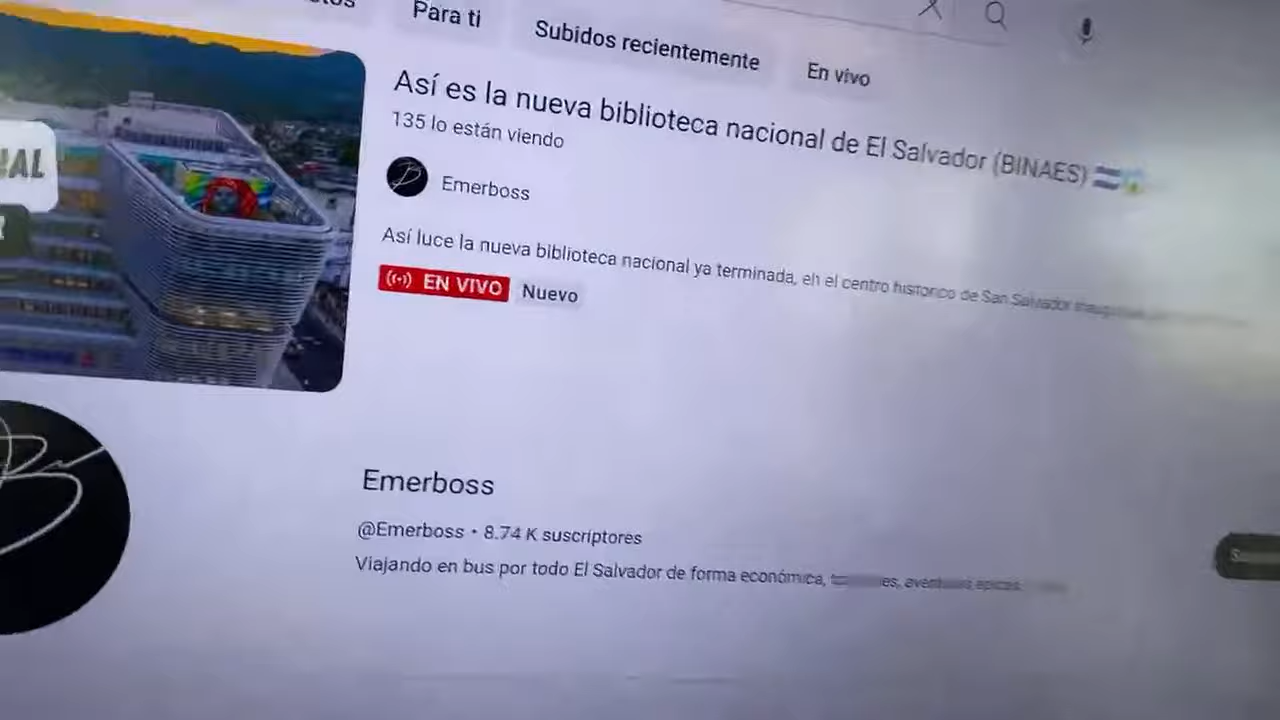 Para ti
Subidos recientemente
En vivo
Así es la nueva biblioteca nacional de El Salvador (BINAES)
135 lo están viendo
Emerboss
Así luce la nueva biblioteca nacional ya terminada, en el centro historico de San Salvador
EN VIVO
Nuevo
Emerboss
@Emerboss • 8.74 K suscriptores
Viajando en bus por todo El Salvador de forma económica,